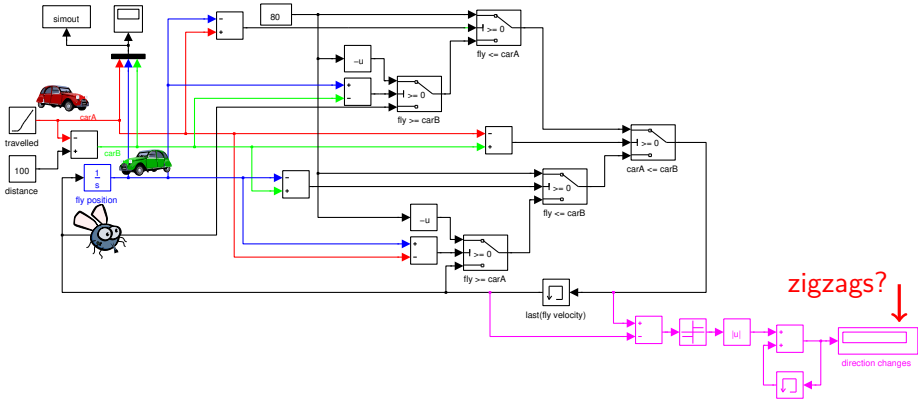 simout
80
-
+
>= 0
fly <= carA
-u
+
-
>= 0
fly >= carB
carA
travelled
-
+
carB
-
+
>= 0
carA <= carB
100
distance
1
s
fly position
-
+
>= 0
fly <= carB
-u
+
-
>= 0
fly >= carA
last(fly velocity)
zigzags?
+
-
|u|
+
+
direction changes